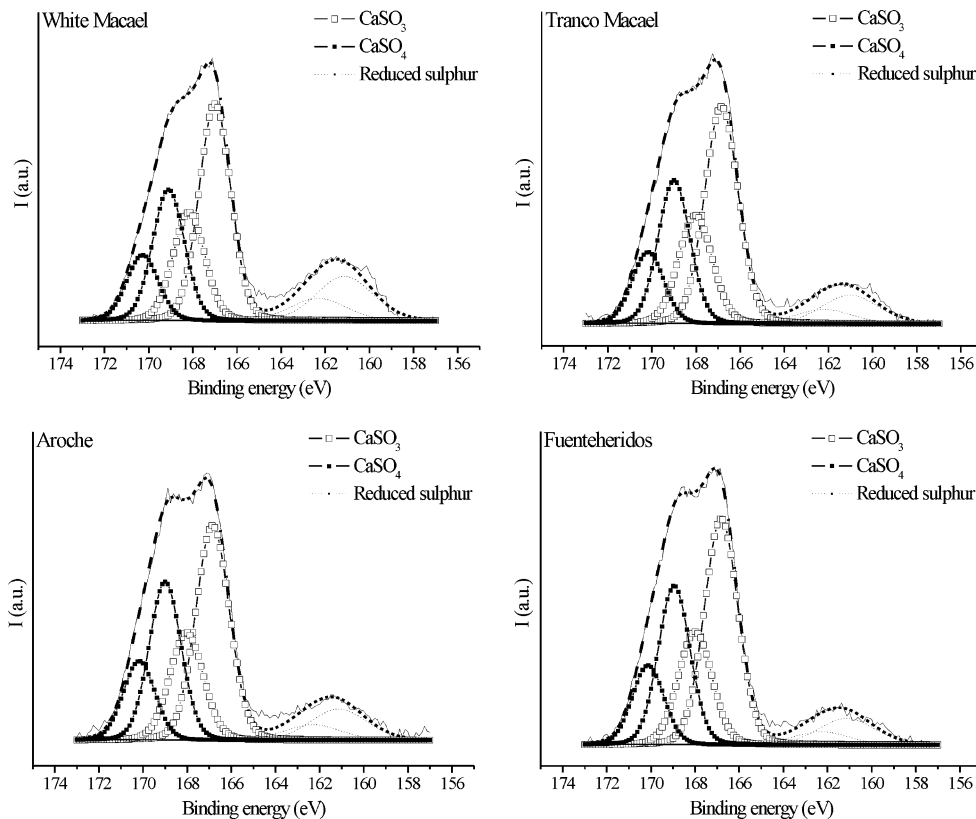 White Macael
CaSO₃
CaSO₄
Reduced sulphur
I (a.u.)
174 172 170 168 166 164 162 160 158 156
Binding energy (eV)
Tranco Macael
CaSO₃
CaSO₄
Reduced sulphur
I (a.u.)
174 172 170 168 166 164 162 160 158 156
Binding energy (eV)
Aroche
CaSO₃
CaSO₄
Reduced sulphur
I (a.u.)
174 172 170 168 166 164 162 160 158 156
Binding energy (eV)
Fuenteheridos
CaSO₃
CaSO₄
Reduced sulphur
I (a.u.)
174 172 170 168 166 164 162 160 158 156
Binding energy (eV)